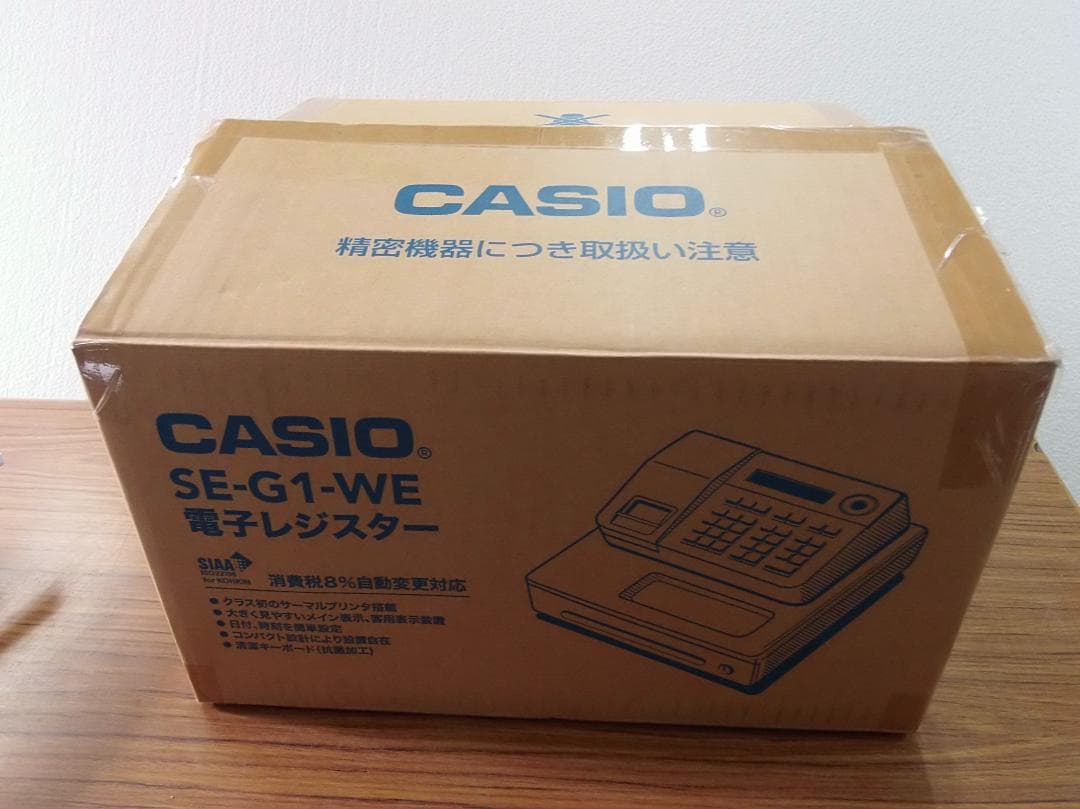 CASIO®
精密機器につき取扱い注意
CASIO®
SE-G1-WE
電子レジスター
SIAA
ISO22196
for KOHKIN
消費税8%自動変更対応
● クラス初のサーマルプリンタ搭載
● 大きく見やすいメイン表示、客用表示装置
● 日付、時刻を簡単設定
● コンパクト設計により設置自在
● 清潔キーボード(抗菌加工)